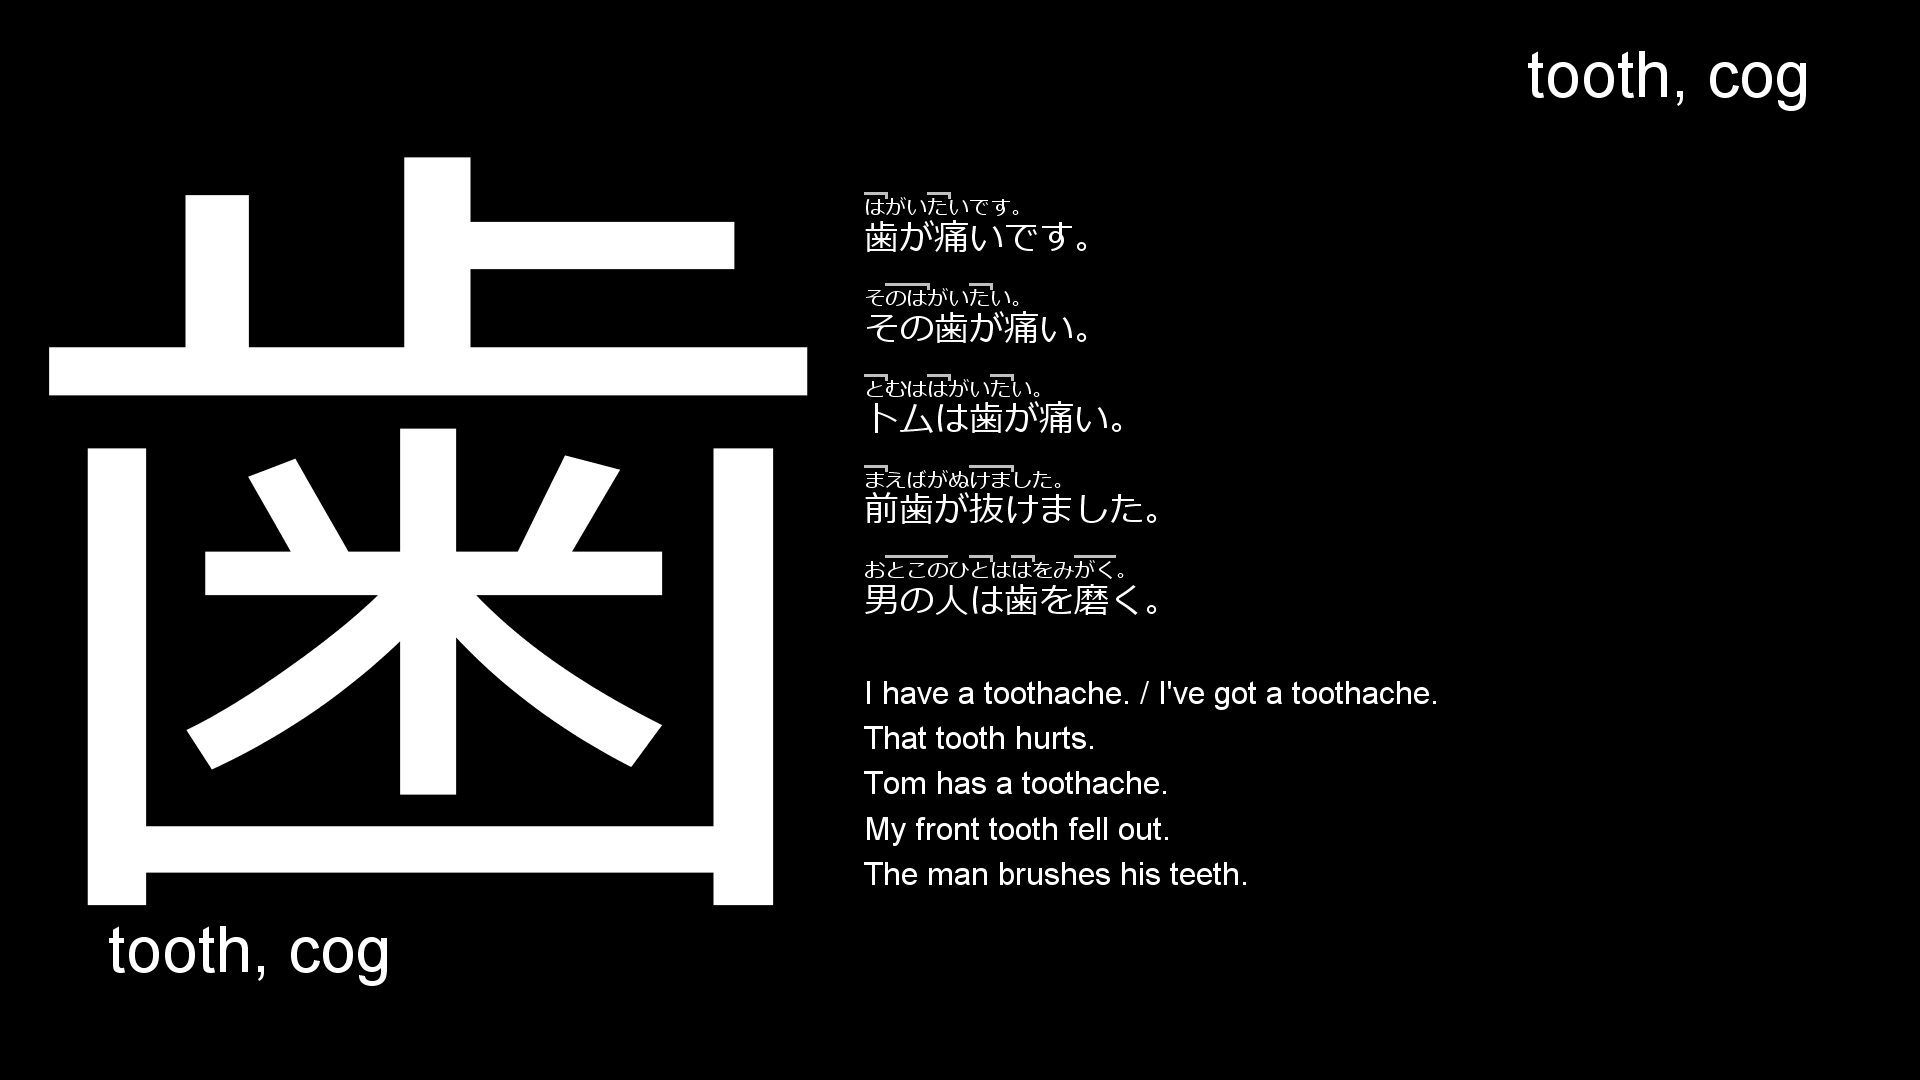 tooth, cog
歯
はがいたいです。
歯が痛いです。
そのはがいたい。
その歯が痛い。
とむははがいたい。
トムは歯が痛い。
まえばがぬけました。
前歯が抜けました。
おとこのひとははをみがく。
男の人は歯を磨く。
I have a toothache. / I've got a toothache.
That tooth hurts.
Tom has a toothache.
My front tooth fell out.
The man brushes his teeth.
tooth, cog